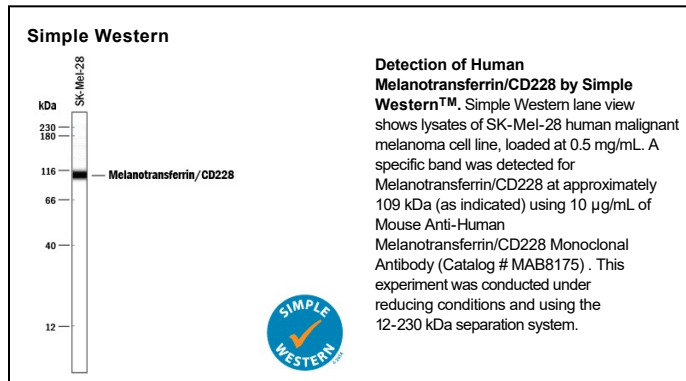 Simple Western
SK-Mel-28
kDa
230
180
116
Melanotransferrin/CD228
66
40
12
SIMPLE
WESTERN
©2014
Detection of Human
Melanotransferrin/CD228 by Simple
Western™. Simple Western lane view
shows lysates of SK-Mel-28 human malignant
melanoma cell line, loaded at 0.5 mg/mL. A
specific band was detected for
Melanotransferrin/CD228 at approximately
109 kDa (as indicated) using 10 µg/mL of
Mouse Anti-Human
Melanotransferrin/CD228 Monoclonal
Antibody (Catalog # MAB8175) . This
experiment was conducted under
reducing conditions and using the
12-230 kDa separation system.